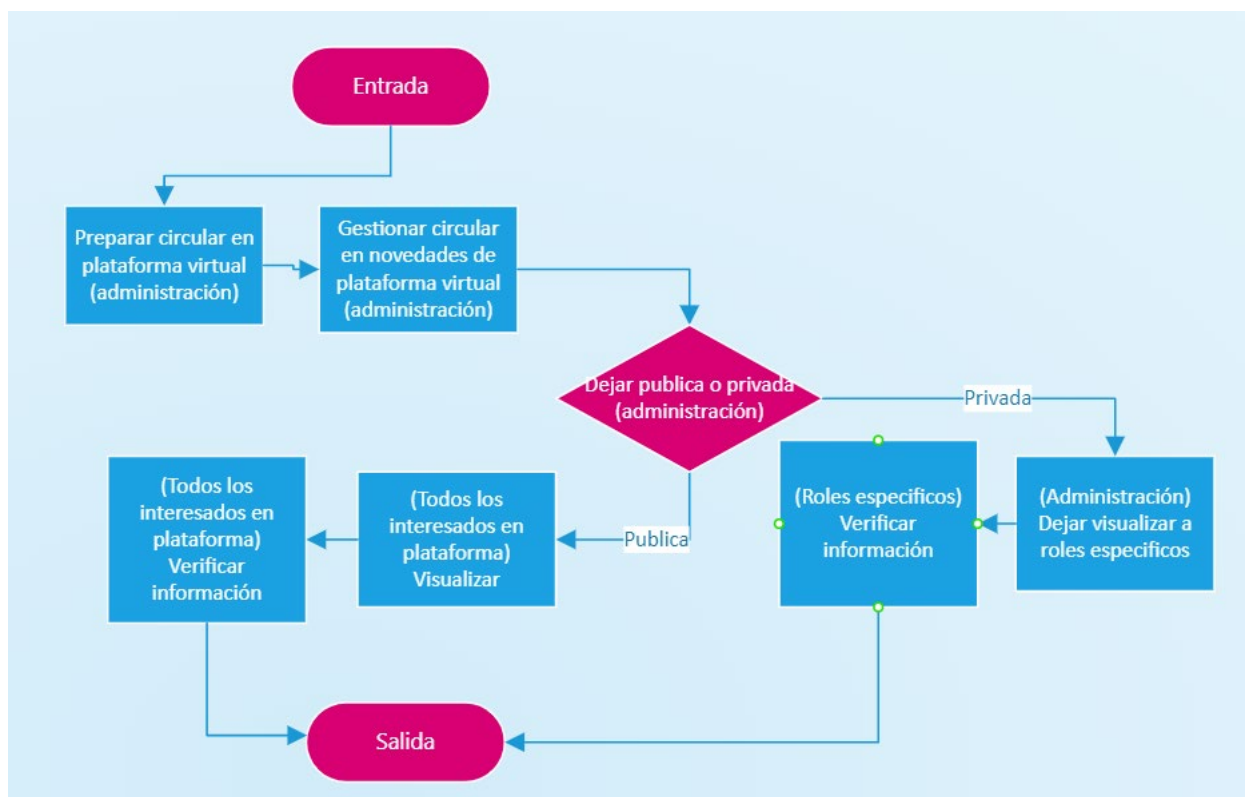 Entrada
Preparar circular en
plataforma virtual
(administración)
Gestionar circular
en novedades de
plataforma virtual
(administración)
Dejar publica o privada
(administración)
Privada
(Todos los
interesados en
plataforma)
Verificar
información
(Todos los
interesados en
plataforma)
Visualizar
Publica
(Roles especificos)
Verificar
información
(Administración)
Dejar visualizar a
roles especificos
Salida